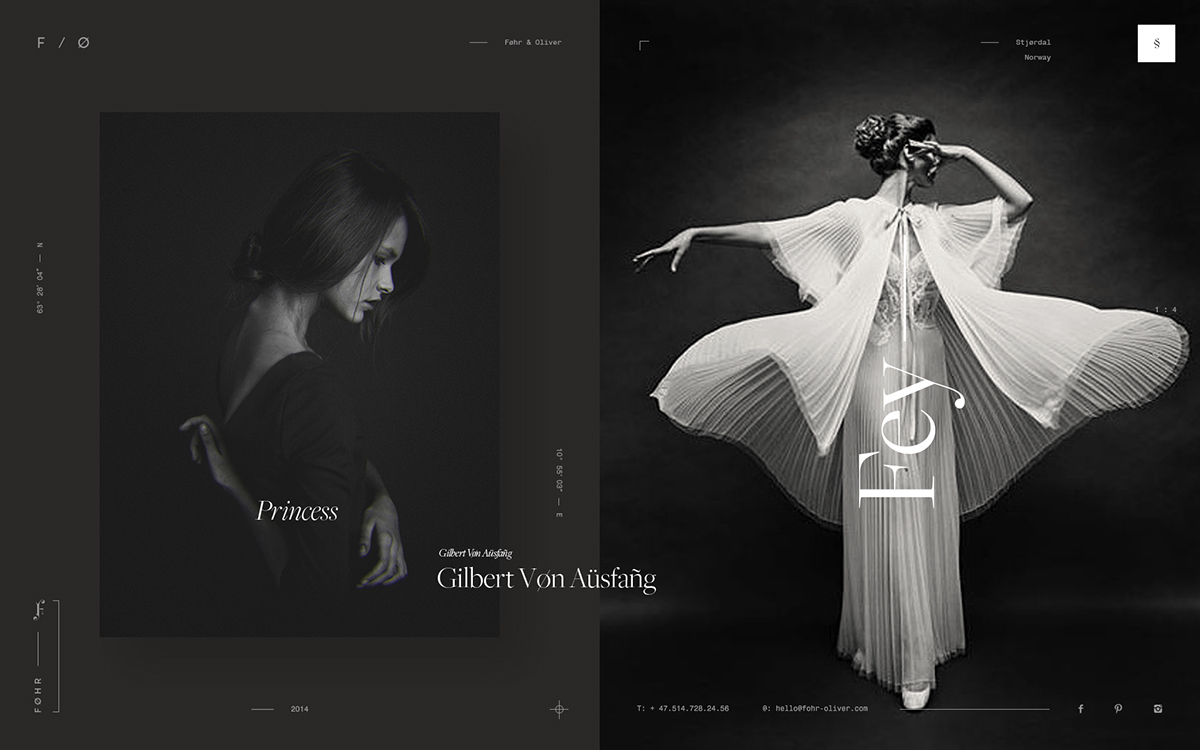 F / Ø
Føhr & Oliver
Stjørdal
Norway
§
63° 28' 04" — N
1 : 4
Fey
10° 55' 03" — E
Princess
Gilbert Vøn Aüsfañg
Gilbert Vøn Aüsfañg
FØHR
2014
T: + 47.514.728.24.56
@: hello@fohr-oliver.com